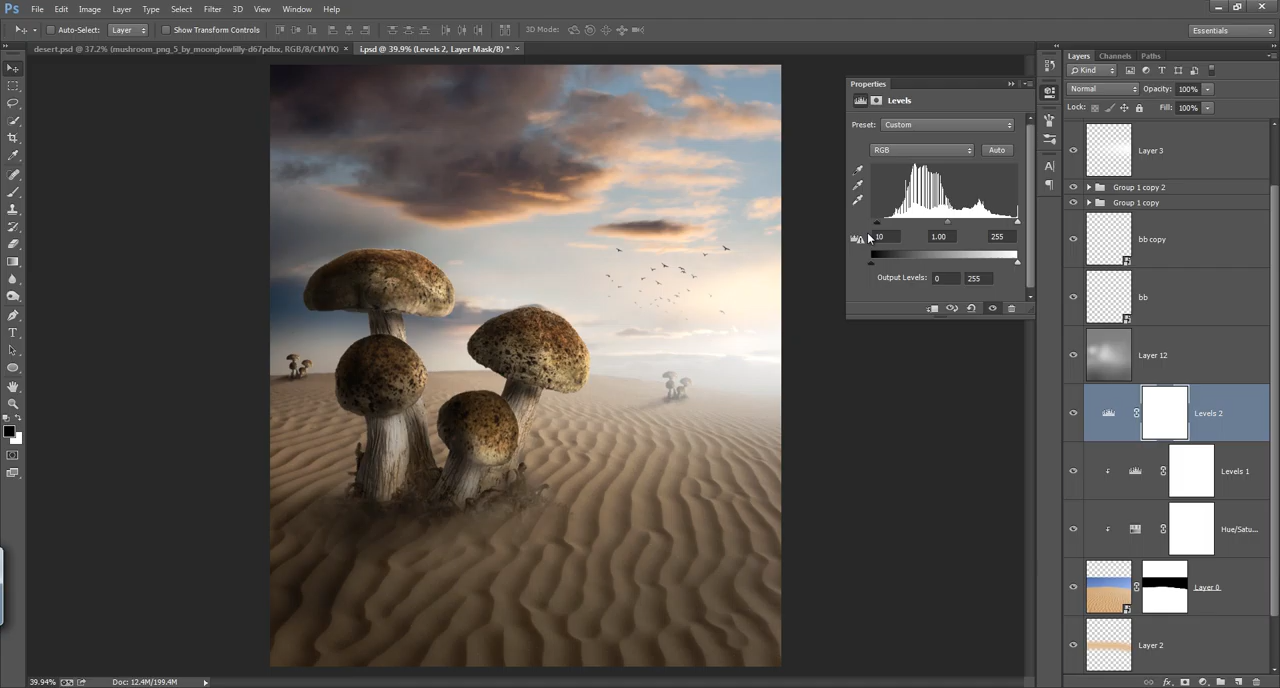 Ps File Edit Image Layer Type Select Filter 3D View Window Help
Auto-Select: Layer Show Transform Controls 3D Mode: Essentials
desert.psd @ 37.2% (mushroom_png_5_by_moonglowlilly-d67pdbx, RGB/8/CMYK) × i.psd @ 39.9% (Levels 2, Layer Mask/8) * ×
Properties
Levels
Preset: Custom
RGB Auto
10 1.00 255
Output Levels: 0 255
Layers Channels Paths
Kind T
Normal Opacity: 100%
Lock: Fill: 100%
Layer 3
Group 1 copy 2
Group 1 copy
bb copy
bb
Layer 12
Levels 2
Levels 1
Hue/Satu...
Layer 0
Layer 2
A
T
fx
39.94% Doc: 12.4M/199.4M